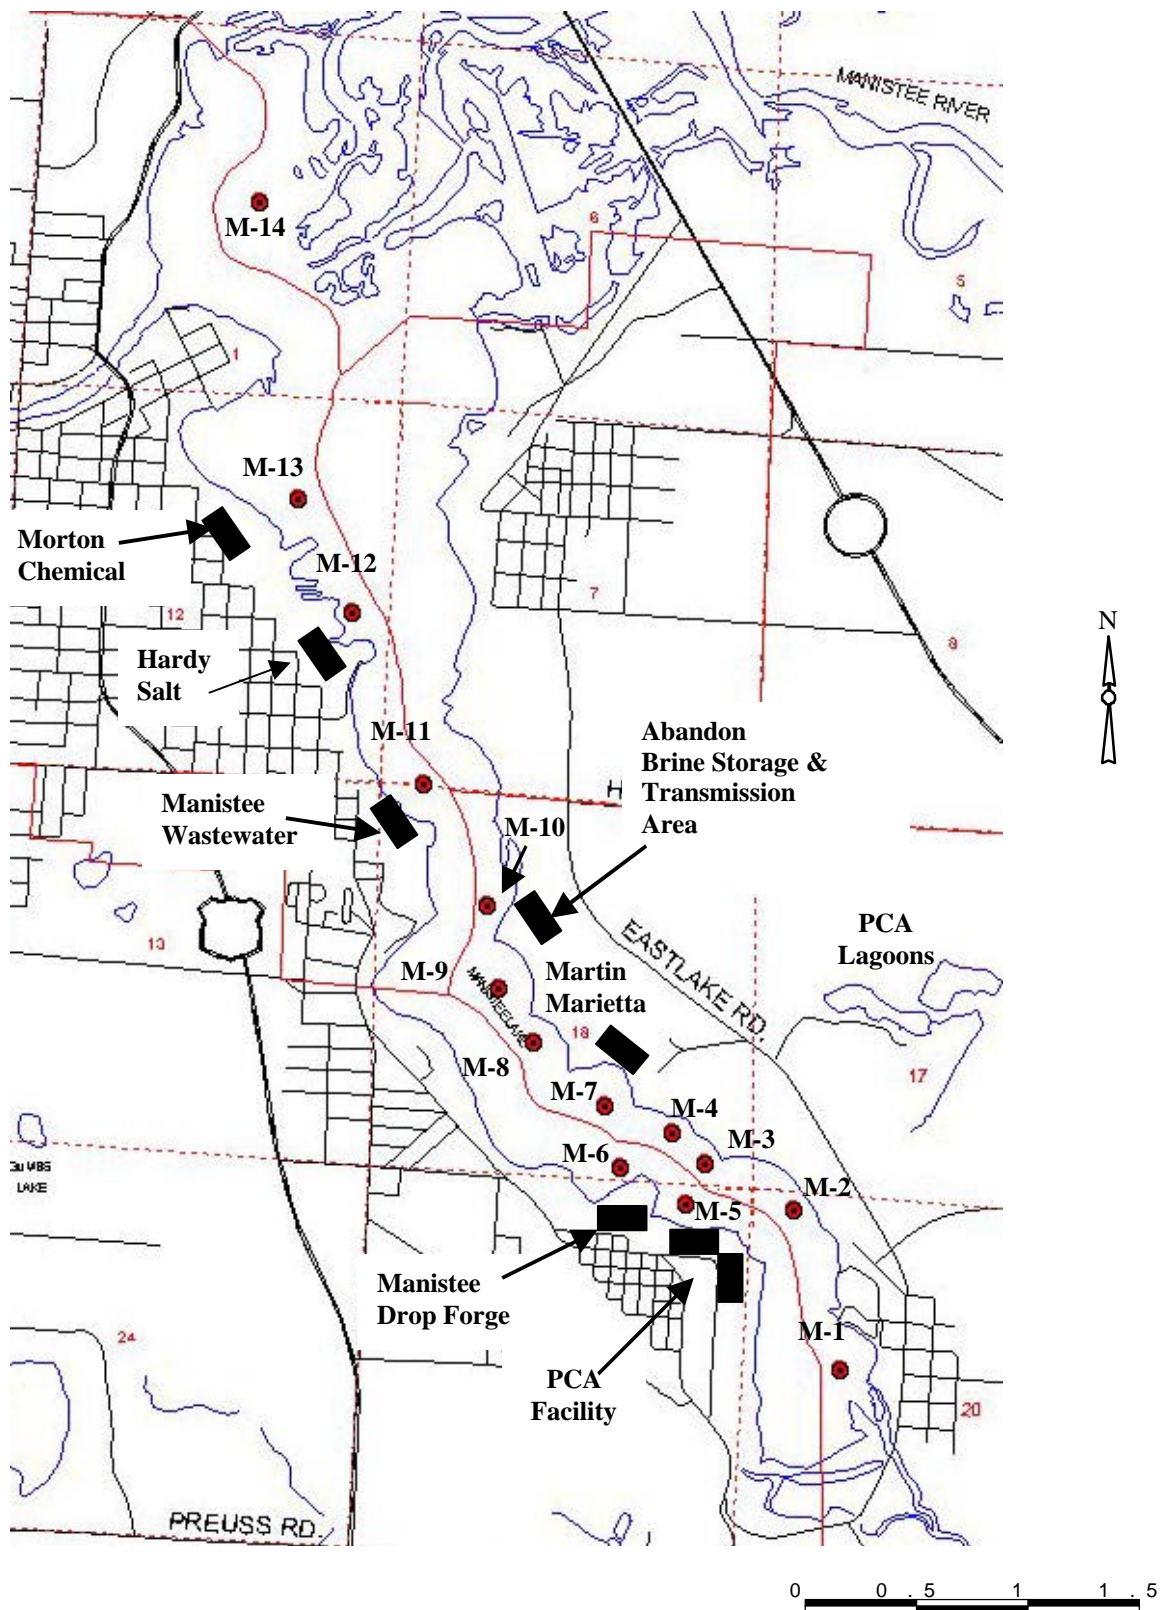 MANISTEE RIVER
M-14
6
5
1
M-13
Morton
Chemical
M-12
12
7
8
Hardy
Salt
M-11
Abandon
Brine Storage &
Transmission
Area
H
Manistee
Wastewater
M-10
N
13
EASTLAKE RD.
PCA
Lagoons
M-9
MANISTEE LAKE
Martin
Marietta
18
17
M-8
M-7
M-4
M-3
M-6
M-2
LAKE
M-5
Manistee
Drop Forge
M-1
24
PCA
Facility
20
PREUSS RD.
0 0.5 1 1.5